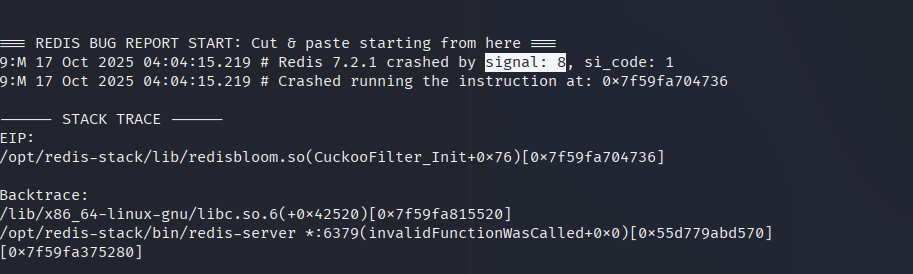 === REDIS BUG REPORT START: Cut & paste starting from here ===
9:M 17 Oct 2025 04:04:15.219 # Redis 7.2.1 crashed by signal: 8, si_code: 1
9:M 17 Oct 2025 04:04:15.219 # Crashed running the instruction at: 0x7f59fa704736
------ STACK TRACE ------
EIP:
/opt/redis-stack/lib/redisbloom.so(CuckooFilter_Init+0x76)[0x7f59fa704736]
Backtrace:
/lib/x86_64-linux-gnu/libc.so.6(+0x42520)[0x7f59fa815520]
/opt/redis-stack/bin/redis-server *:6379(invalidFunctionWasCalled+0x0)[0x55d779abd570]
[0x7f59fa375280]